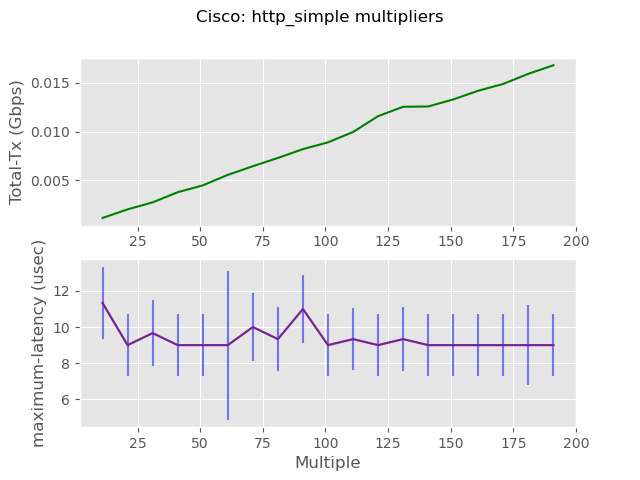 Cisco: http_simple multipliers
Total-Tx (Gbps)
0.015
0.010
0.005
25 50 75 100 125 150 175 200
maximum-latency (usec)
12
10
8
6
25 50 75 100 125 150 175 200
Multiple